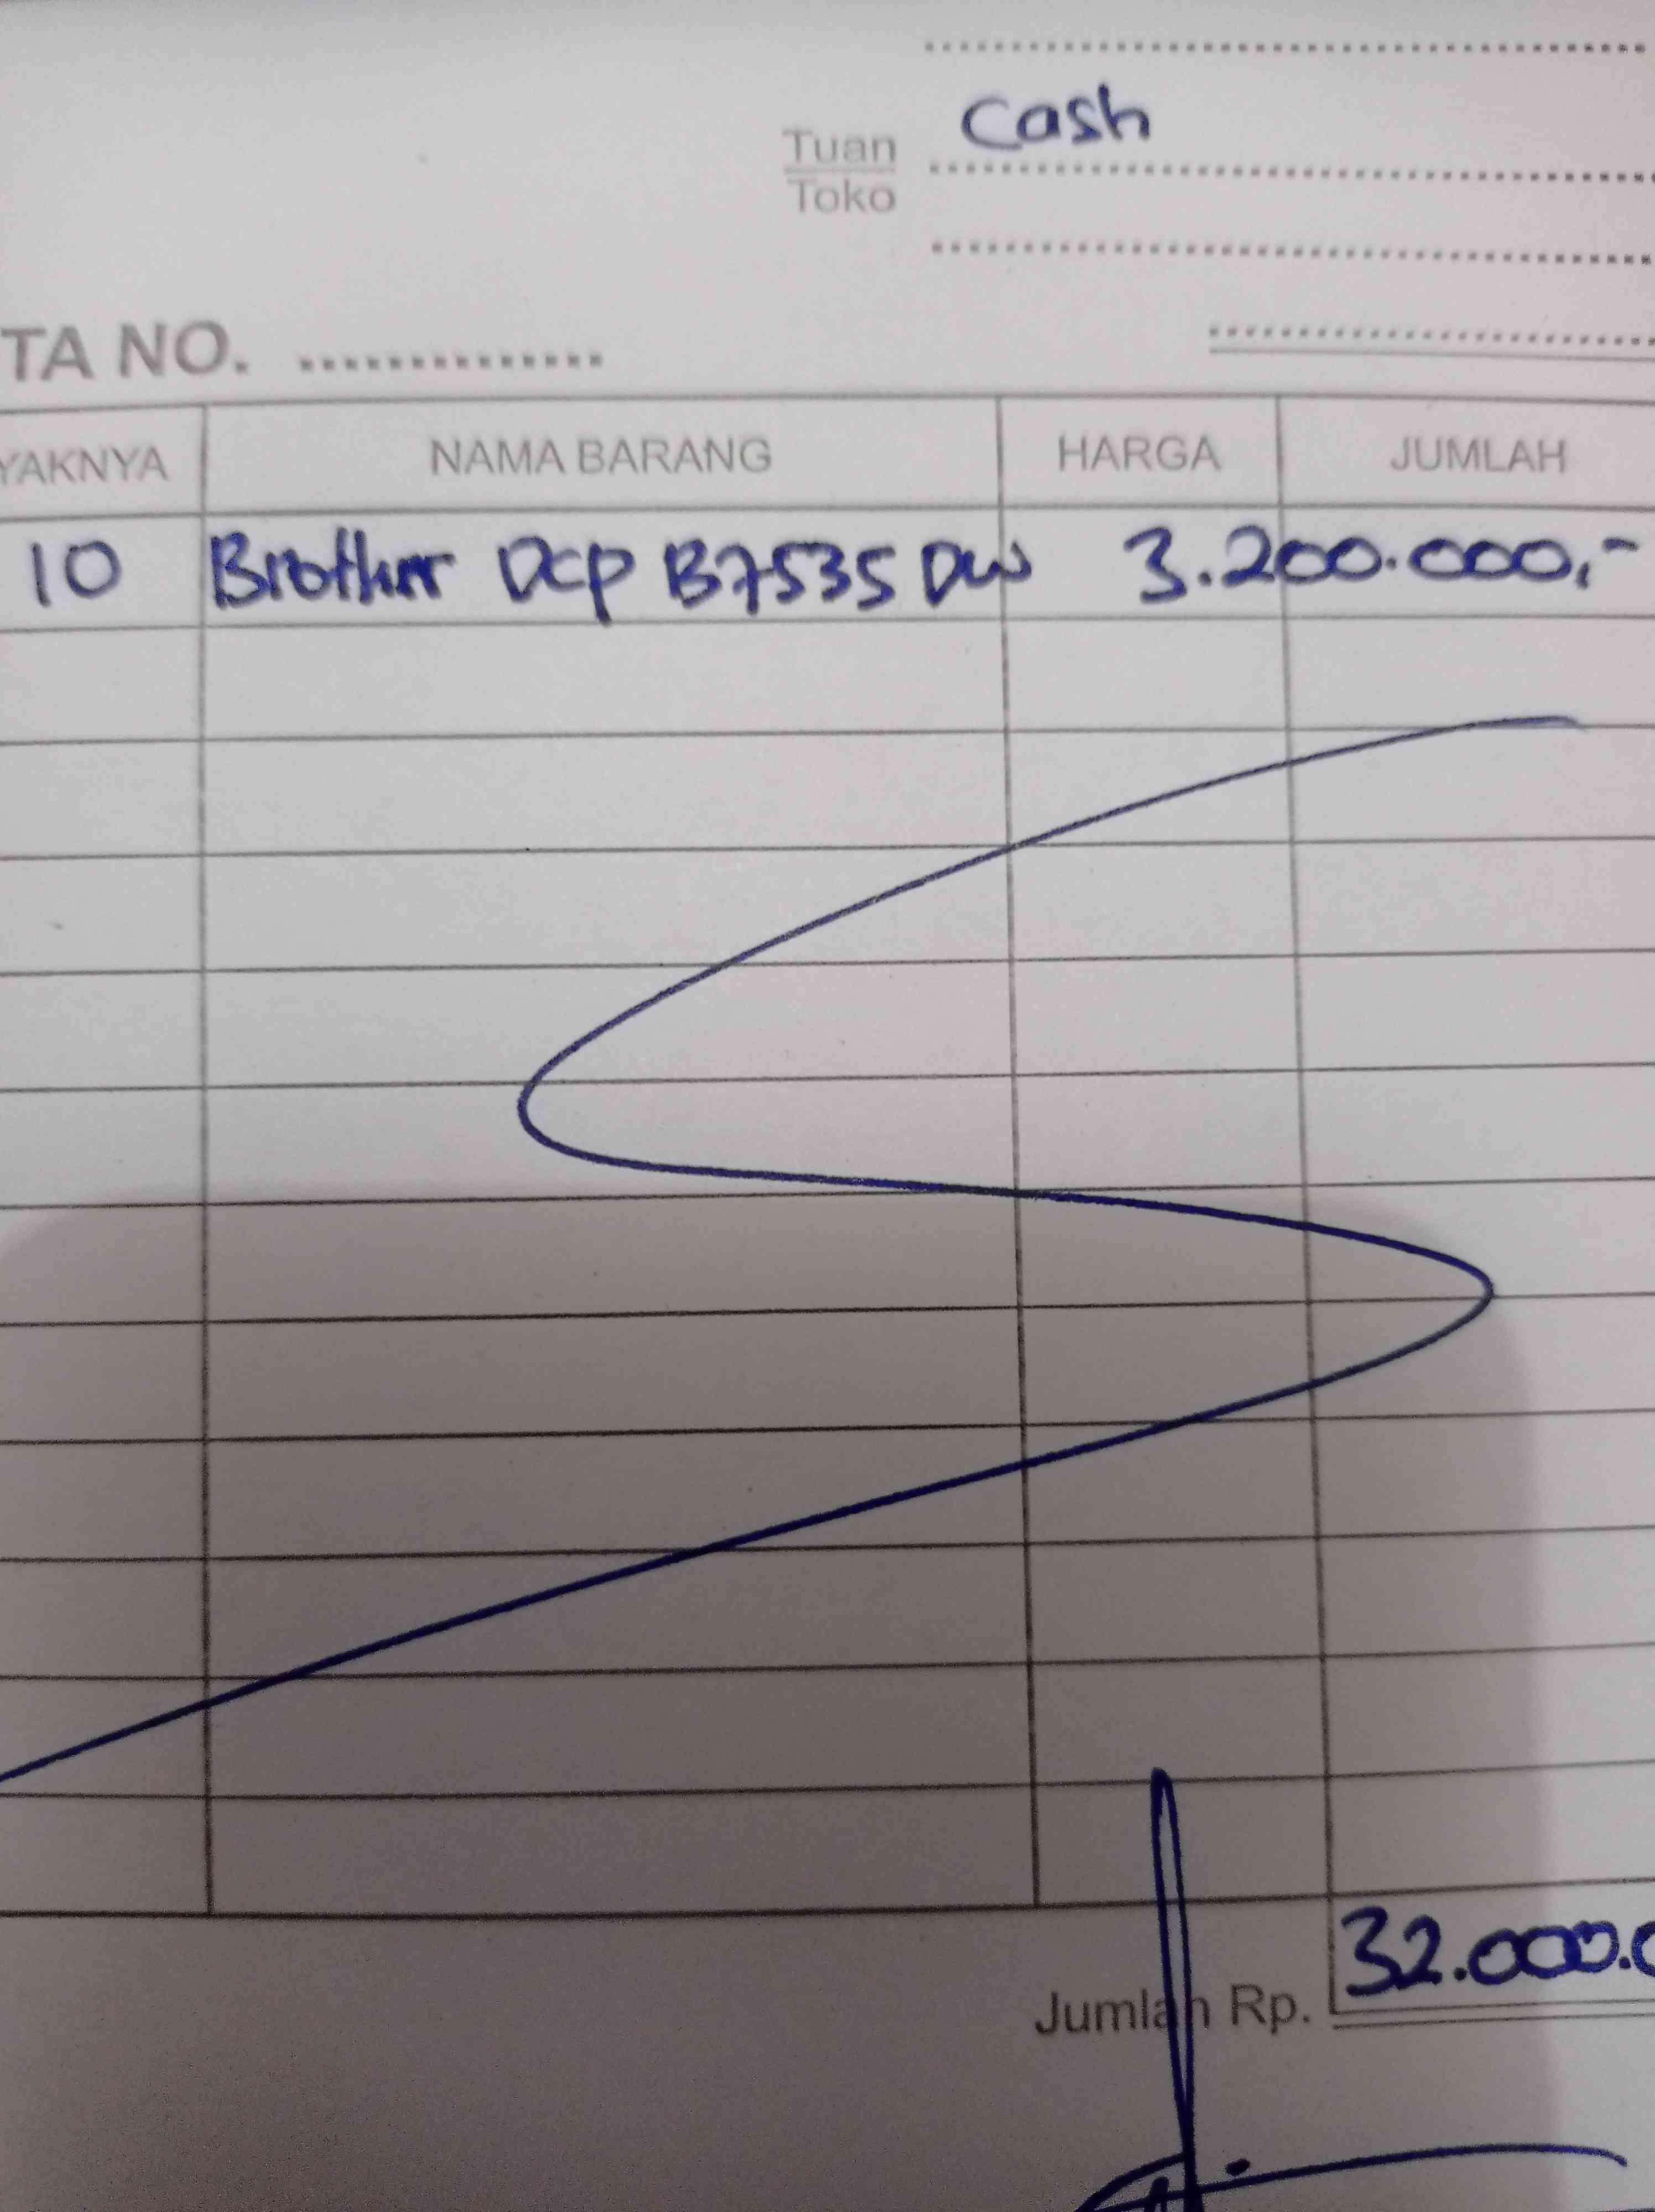 Cash
Tuan
Toko
TA NO. ..............
YAKNYA NAMA BARANG HARGA JUMLAH
10 Brother Dcp B7535 DW 3.200.000,-
Jumlah Rp. 32.000.0